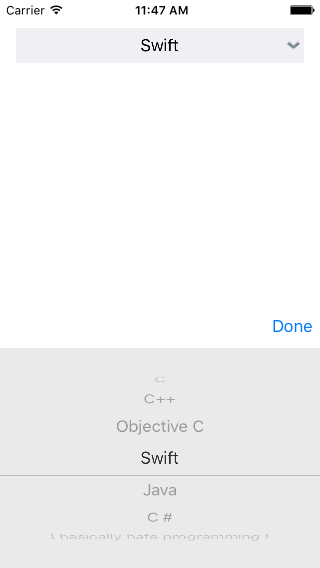 Carrier 11:47 AM
Swift
Done
C
C++
Objective C
Swift
Java
C #
I basically hate programming !